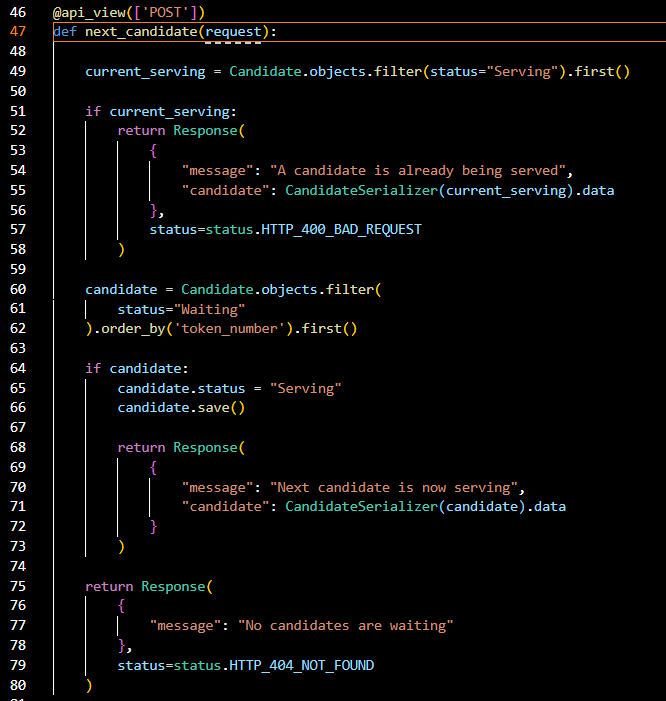 46 @api_view(['POST'])
47 def next_candidate(request):
48
49     current_serving = Candidate.objects.filter(status="Serving").first()
50
51     if current_serving:
52         return Response(
53             {
54                 "message": "A candidate is already being served",
55                 "candidate": CandidateSerializer(current_serving).data
56             },
57             status=status.HTTP_400_BAD_REQUEST
58         )
59
60     candidate = Candidate.objects.filter(
61         status="Waiting"
62     ).order_by('token_number').first()
63
64     if candidate:
65         candidate.status = "Serving"
66         candidate.save()
67
68         return Response(
69             {
70                 "message": "Next candidate is now serving",
71                 "candidate": CandidateSerializer(candidate).data
72             }
73         )
74
75     return Response(
76         {
77             "message": "No candidates are waiting"
78         },
79         status=status.HTTP_404_NOT_FOUND
80     )